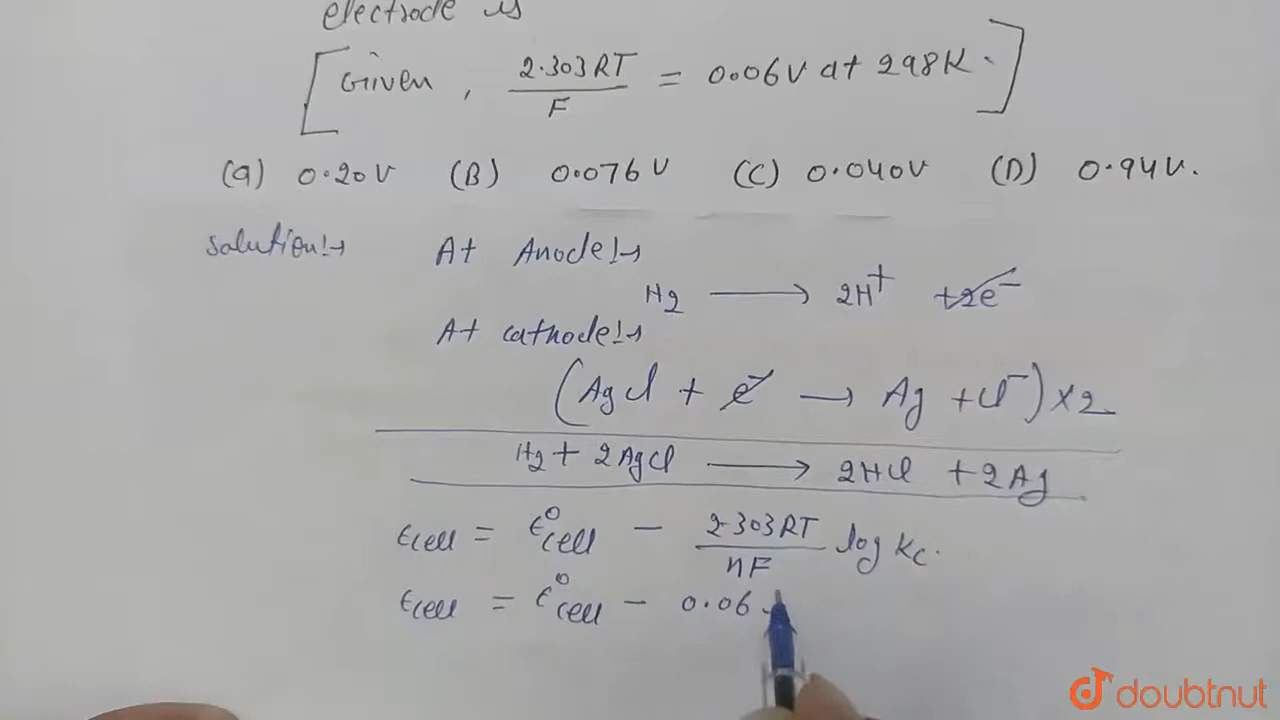 electrode is
[Given, 2.303RT/F = 0.06V at 298K.]
(a) 0.20V (B) 0.076V (C) 0.040V (D) 0.94V.
Solution:→ At Anode:→
H2 ⟶ 2H+ +2e−
At cathode:→
(AgCl + e− ⟶ Ag + Cl−) × 2
H2 + 2AgCl ⟶ 2HCl + 2Ag
Ecell = E°cell − 2.303RT/nF log Kc.
Ecell = E°cell − 0.06
doubtnut